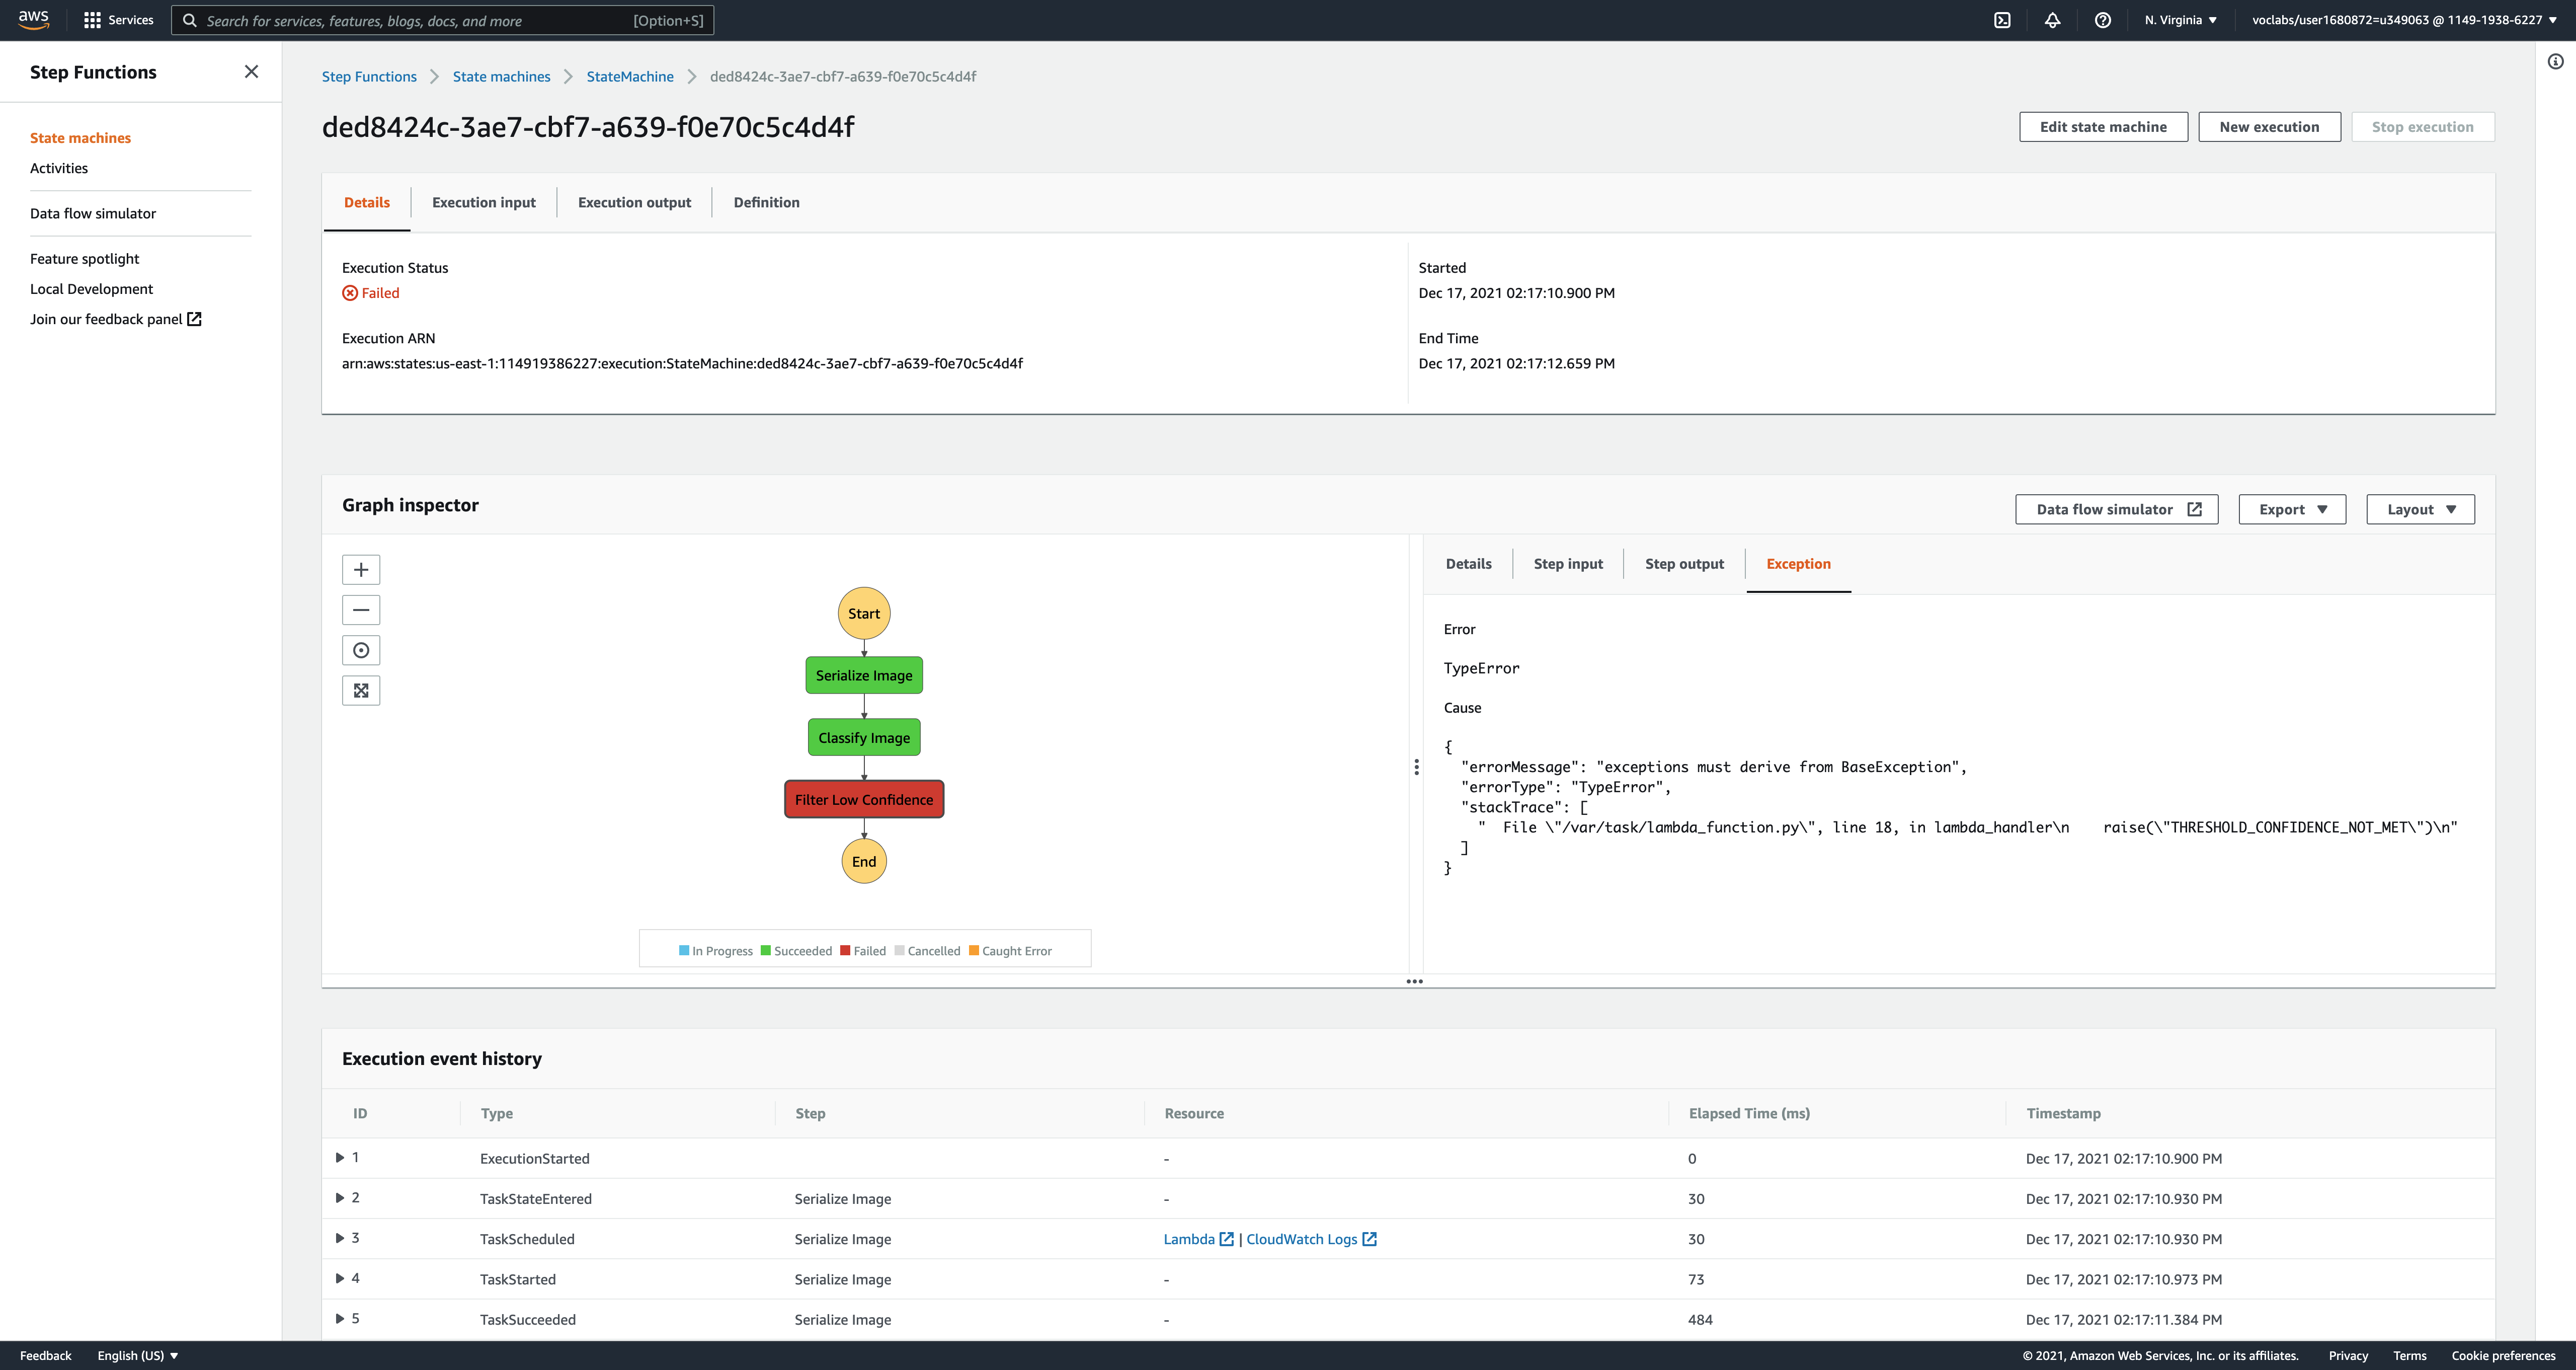 aws
Services
Search for services, features, blogs, docs, and more
[Option+S]
N. Virginia
voclabs/user1680872=u349063 @ 1149-1938-6227
Step Functions
State machines
Activities
Data flow simulator
Feature spotlight
Local Development
Join our feedback panel
Step Functions
State machines
StateMachine
ded8424c-3ae7-cbf7-a639-f0e70c5c4d4f
ded8424c-3ae7-cbf7-a639-f0e70c5c4d4f
Edit state machine
New execution
Stop execution
Details
Execution input
Execution output
Definition
Execution Status
Failed
Execution ARN
arn:aws:states:us-east-1:114919386227:execution:StateMachine:ded8424c-3ae7-cbf7-a639-f0e70c5c4d4f
Started
Dec 17, 2021 02:17:10.900 PM
End Time
Dec 17, 2021 02:17:12.659 PM
Graph inspector
Data flow simulator
Export
Layout
Start
Serialize Image
Classify Image
Filter Low Confidence
End
In Progress
Succeeded
Failed
Cancelled
Caught Error
Details
Step input
Step output
Exception
Error
TypeError
Cause
{
"errorMessage": "exceptions must derive from BaseException",
"errorType": "TypeError",
"stackTrace": [
"  File \"/var/task/lambda_function.py\", line 18, in lambda_handler\n    raise(\"THRESHOLD_CONFIDENCE_NOT_MET\")\n"
]
}
Execution event history
ID Type Step Resource Elapsed Time (ms) Timestamp
1 ExecutionStarted - 0 Dec 17, 2021 02:17:10.900 PM
2 TaskStateEntered Serialize Image - 30 Dec 17, 2021 02:17:10.930 PM
3 TaskScheduled Serialize Image Lambda | CloudWatch Logs 30 Dec 17, 2021 02:17:10.930 PM
4 TaskStarted Serialize Image - 73 Dec 17, 2021 02:17:10.973 PM
5 TaskSucceeded Serialize Image - 484 Dec 17, 2021 02:17:11.384 PM
Feedback
English (US)
© 2021, Amazon Web Services, Inc. or its affiliates.
Privacy
Terms
Cookie preferences